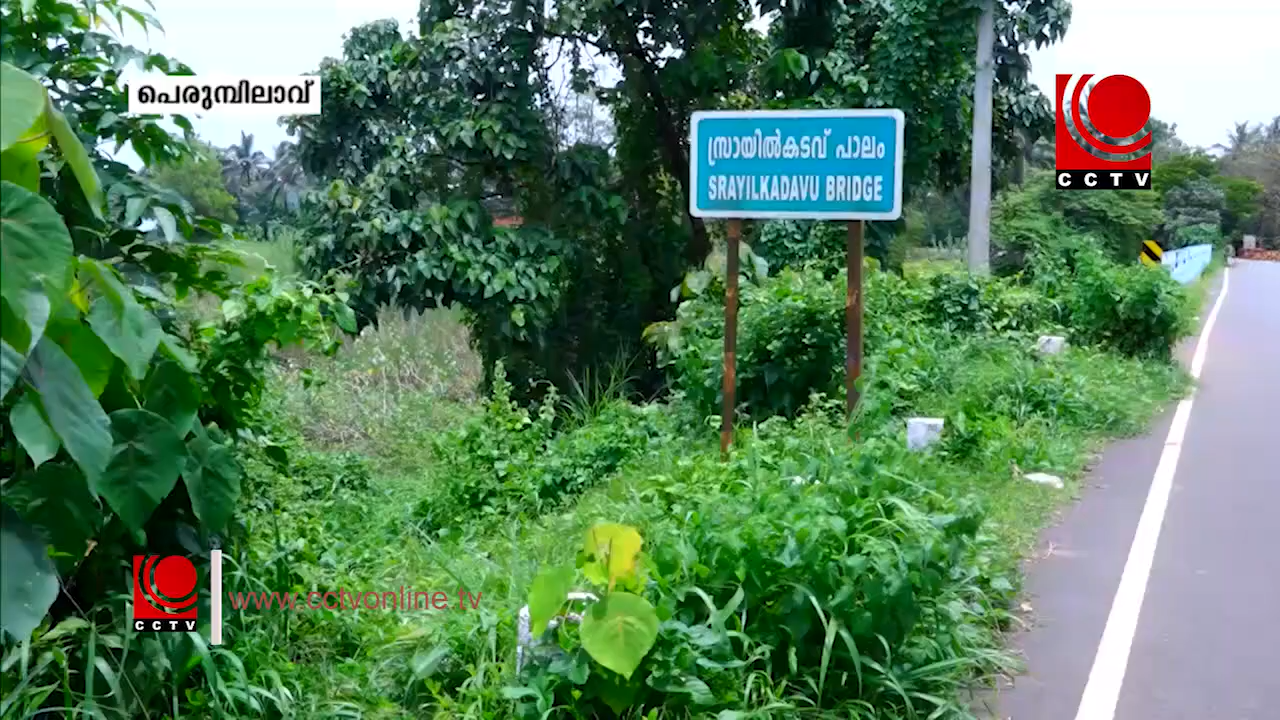 പെരുമ്പിലാവ്
CCTV
സ്രായിൽകടവ് പാലം
SRAYILKADAVU BRIDGE
CCTV
www.cctvonline.tv